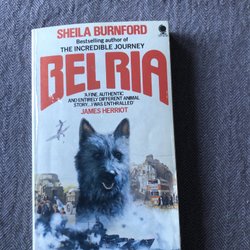 SHEILA BURNFORD
Bestselling author of
THE INCREDIBLE JOURNEY
BEL RIA
'A FINE, AUTHENTIC
AND ENTIRELY DIFFERENT ANIMAL
STORY...I WAS ENTHRALLED'
JAMES HERRIOT